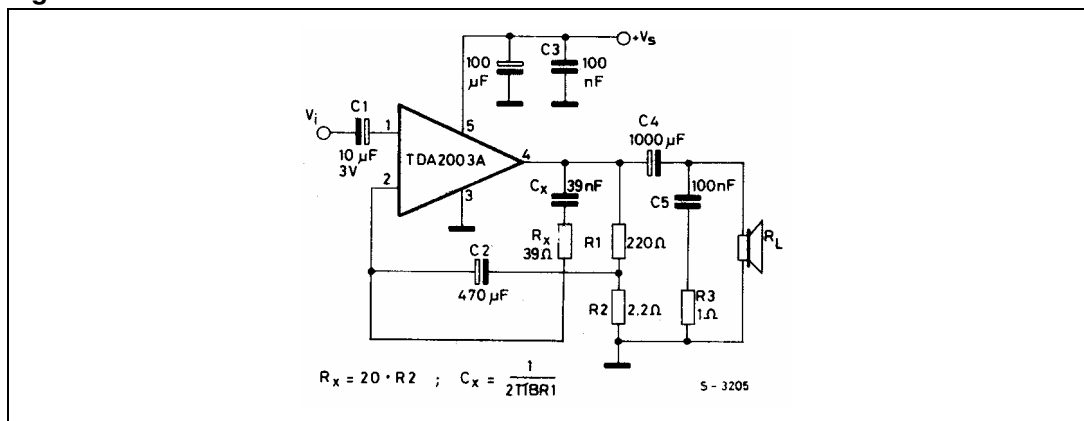 +Vs
100
µF
C3
100
nF
Vi
C1
10 µF
3V
1
2
5
TDA2003A
3
4
C4
1000 µF
Cx
39nF
100nF
C5
Rx
39Ω
R1
220Ω
RL
C2
470 µF
R2
2.2Ω
R3
1Ω
Rx = 20 · R2 ; Cx = 1 / 2πBR1
S-3205